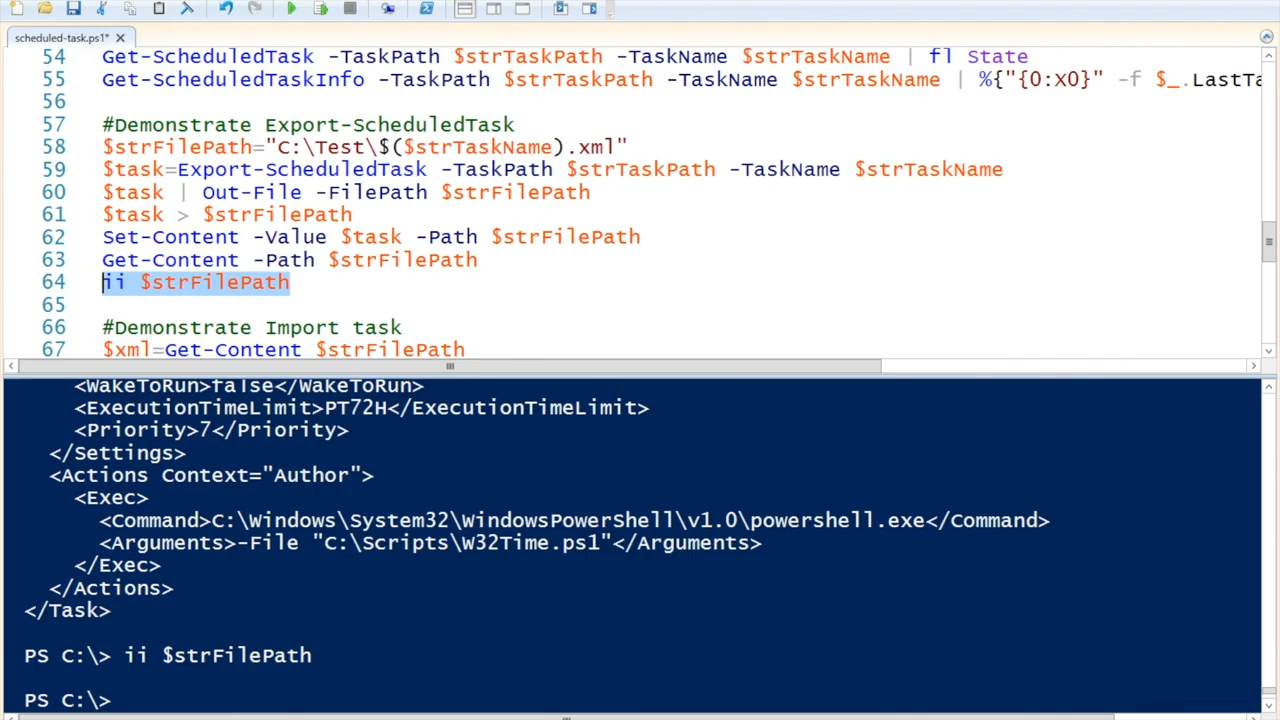 scheduled-task.ps1*
54 Get-ScheduledTask -TaskPath $strTaskPath -TaskName $strTaskName | fl State
55 Get-ScheduledTaskInfo -TaskPath $strTaskPath -TaskName $strTaskName | %{"{0:X0}" -f $_.LastTa
56
57 #Demonstrate Export-ScheduledTask
58 $strFilePath="C:\Test\$($strTaskName).xml"
59 $task=Export-ScheduledTask -TaskPath $strTaskPath -TaskName $strTaskName
60 $task | Out-File -FilePath $strFilePath
61 $task > $strFilePath
62 Set-Content -Value $task -Path $strFilePath
63 Get-Content -Path $strFilePath
64 ii $strFilePath
65
66 #Demonstrate Import task
67 $xml=Get-Content $strFilePath
<WakeToRun>false</WakeToRun>
<ExecutionTimeLimit>PT72H</ExecutionTimeLimit>
<Priority>7</Priority>
</Settings>
<Actions Context="Author">
<Exec>
<Command>C:\Windows\System32\WindowsPowerShell\v1.0\powershell.exe</Command>
<Arguments>-File "C:\Scripts\W32Time.ps1"</Arguments>
</Exec>
</Actions>
</Task>
PS C:\> ii $strFilePath
PS C:\>